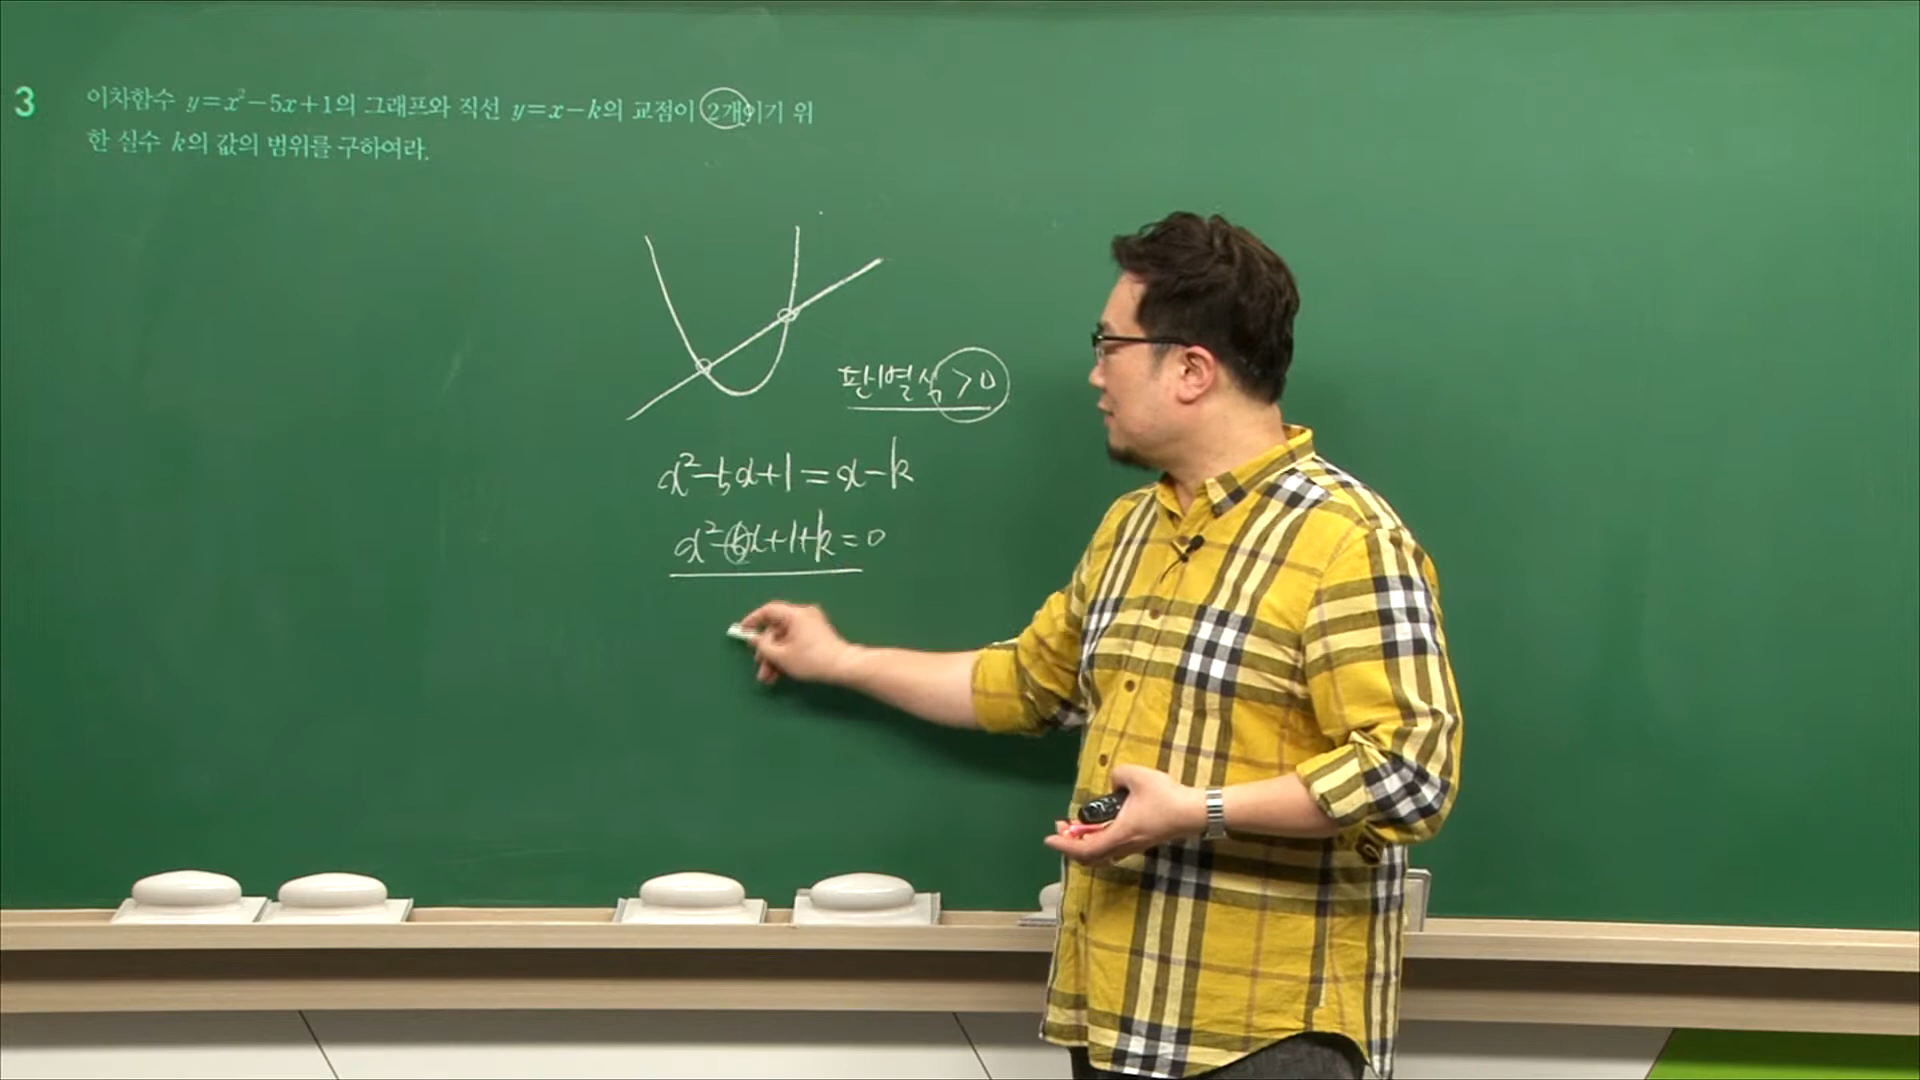 3 이차함수 y=x²-5x+1의 그래프와 직선 y=x-k의 교점이 2개이기 위
한 실수 k의 값의 범위를 구하여라.
판별식 >0
x²-5x+1=x-k
x²-6x+1+k=0